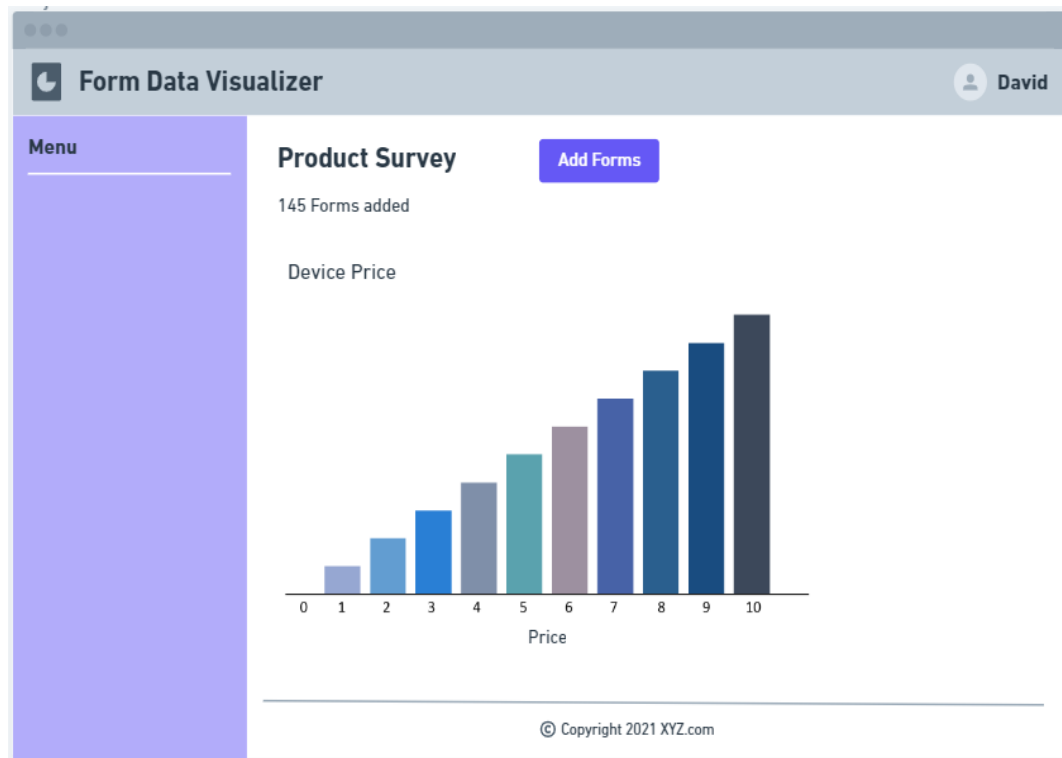 Form Data Visualizer
David
Menu
Product Survey
Add Forms
145 Forms added
Device Price
0 1 2 3 4 5 6 7 8 9 10
Price
© Copyright 2021 XYZ.com